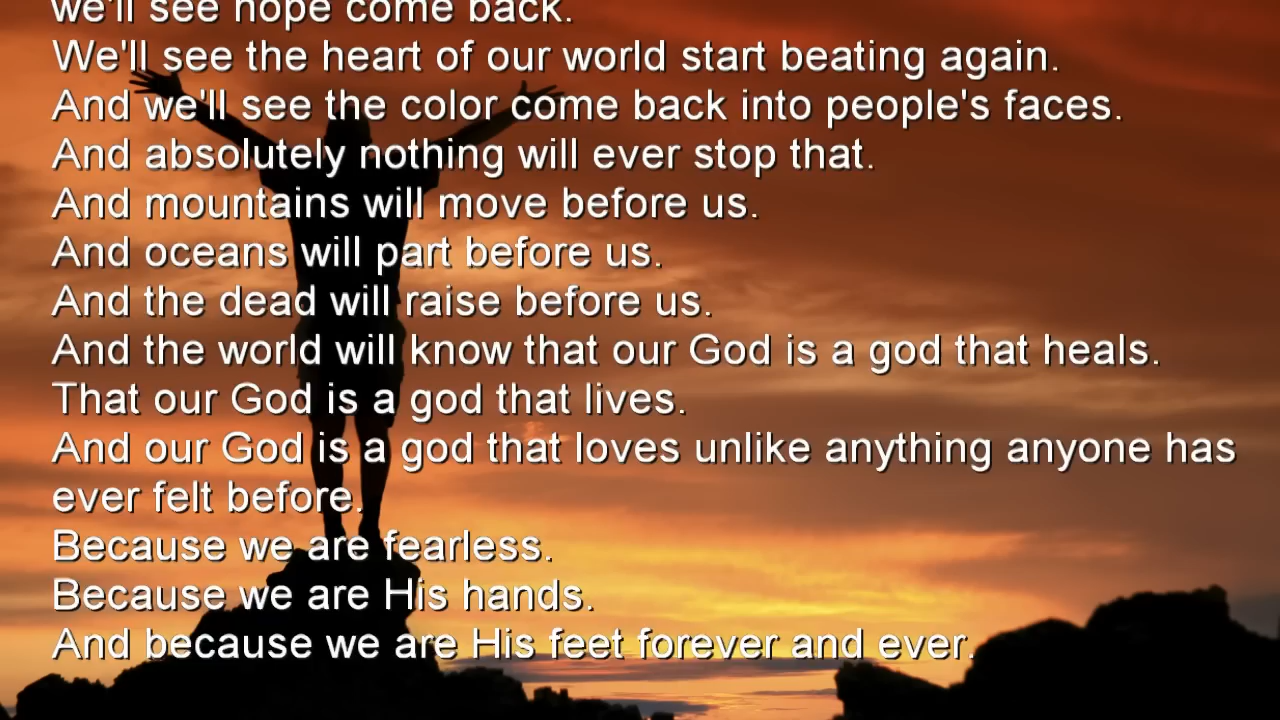 we'll see hope come back.
We'll see the heart of our world start beating again.
And we'll see the color come back into people's faces.
And absolutely nothing will ever stop that.
And mountains will move before us.
And oceans will part before us.
And the dead will raise before us.
And the world will know that our God is a god that heals.
That our God is a god that lives.
And our God is a god that loves unlike anything anyone has
ever felt before.
Because we are fearless.
Because we are His hands.
And because we are His feet forever and ever.